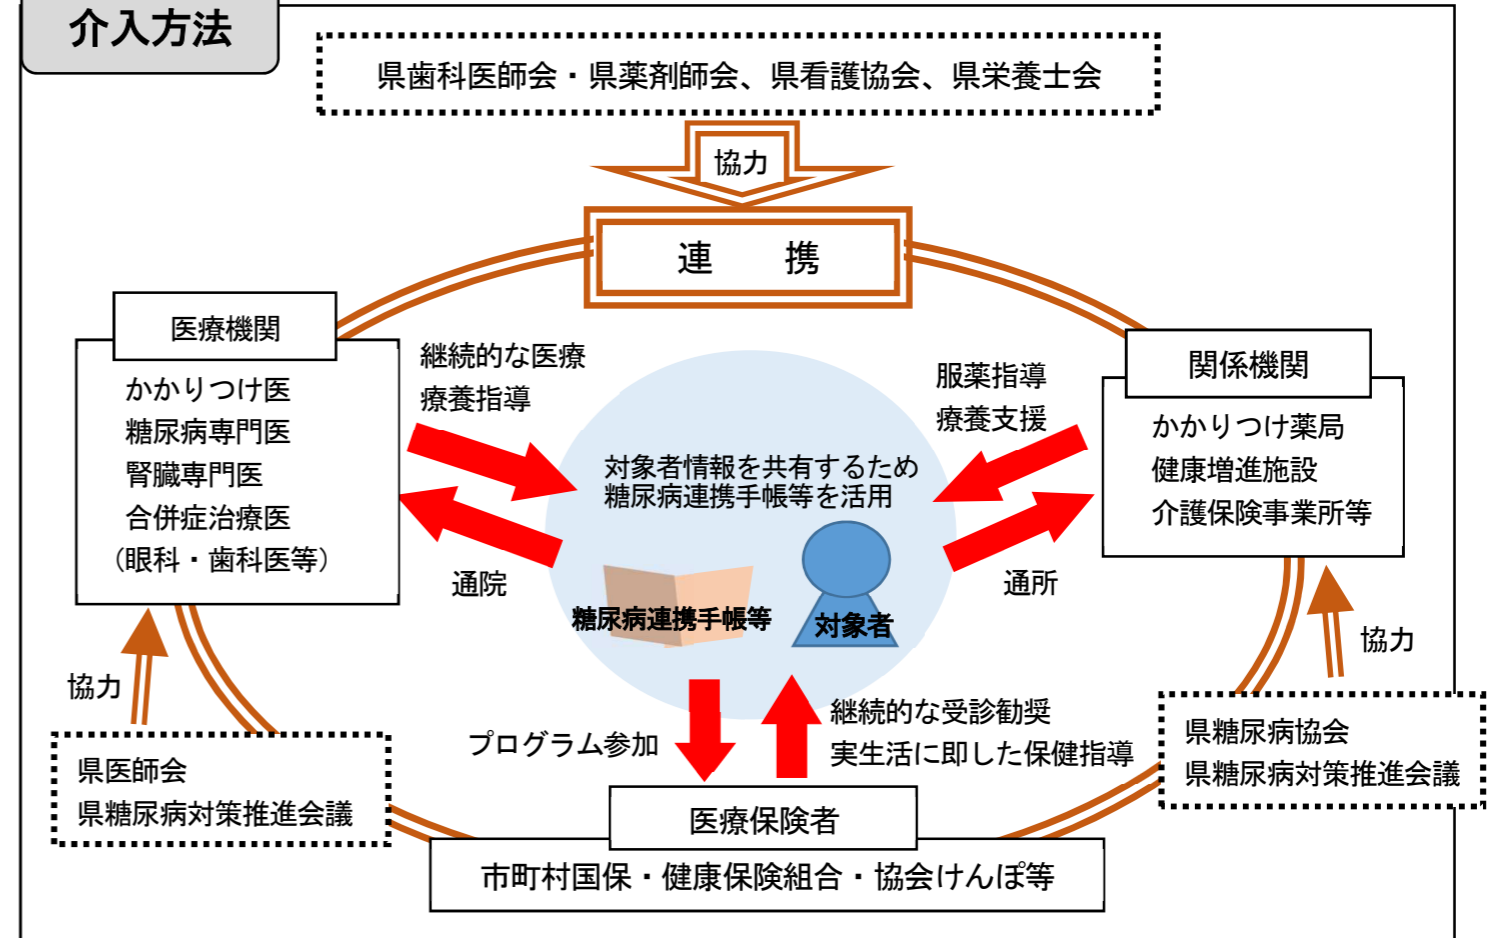 介入方法
県歯科医師会・県薬剤師会、県看護協会、県栄養士会
協力
連　携
医療機関
かかりつけ医
糖尿病専門医
腎臓専門医
合併症治療医
(眼科・歯科医等)
継続的な医療
療養指導
通院
関係機関
かかりつけ薬局
健康増進施設
介護保険事業所等
服薬指導
療養支援
通所
対象者情報を共有するため
糖尿病連携手帳等を活用
糖尿病連携手帳等
対象者
協力
県医師会
県糖尿病対策推進会議
協力
県糖尿病協会
県糖尿病対策推進会議
プログラム参加
継続的な受診勧奨
実生活に即した保健指導
医療保険者
市町村国保・健康保険組合・協会けんぽ等